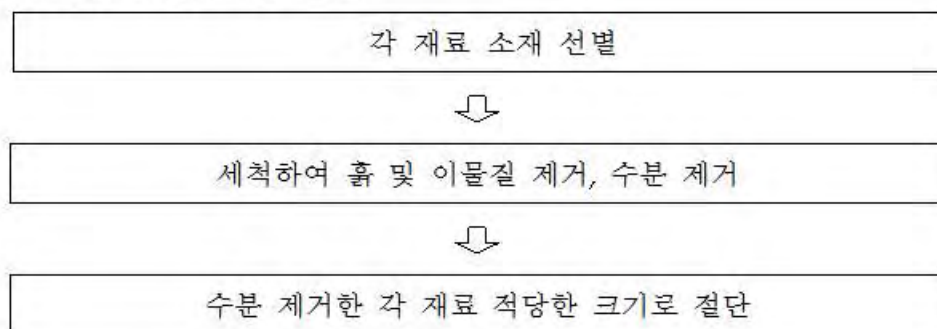 각 재료 소재 선별
세척하여 흙 및 이물질 제거, 수분 제거
수분 제거한 각 재료 적당한 크기로 절단